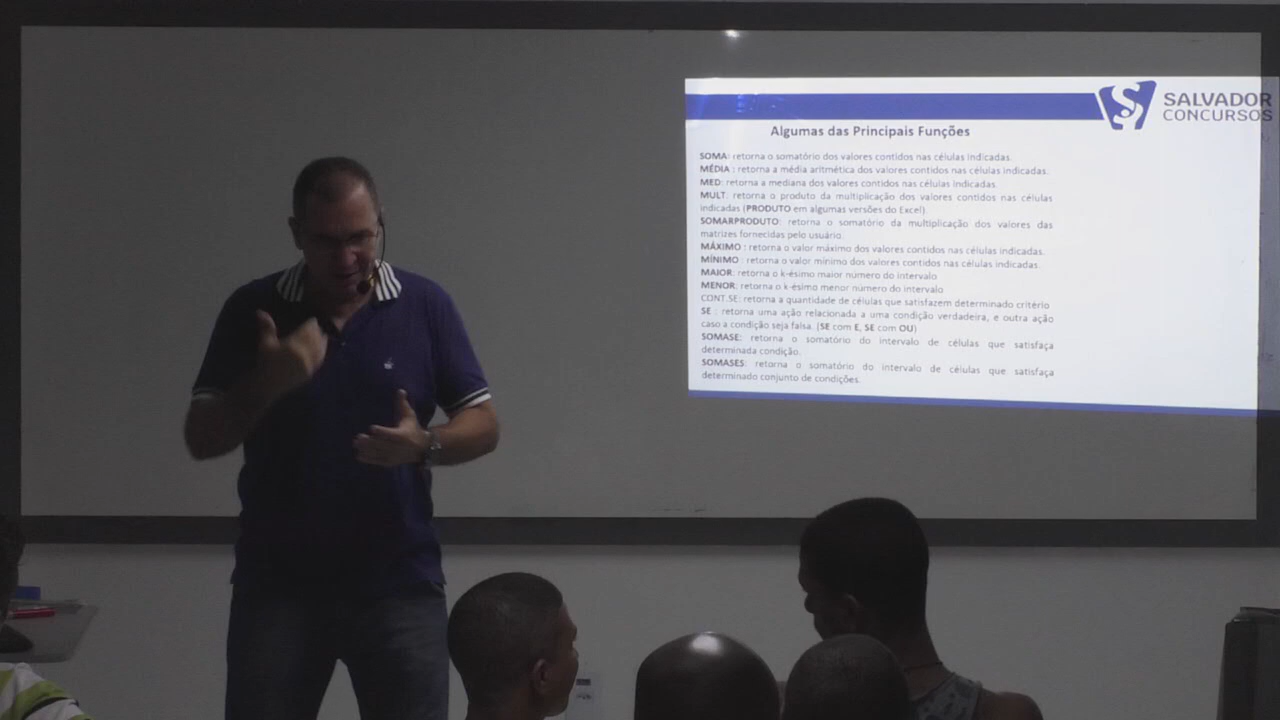 SALVADOR
CONCURSOS
Algumas das Principais Funções
SOMA: retorna o somatório dos valores contidos nas células indicadas.
MÉDIA : retorna a média aritmética dos valores contidos nas células indicadas.
MED: retorna a mediana dos valores contidos nas células indicadas.
MULT: retorna o produto da multiplicação dos valores contidos nas células
indicadas (PRODUTO em algumas versões do Excel).
SOMARPRODUTO: retorna o somatório da multiplicação dos valores das
matrizes fornecidas pelo usuário.
MÁXIMO : retorna o valor máximo dos valores contidos nas células indicadas.
MÍNIMO : retorna o valor mínimo dos valores contidos nas células indicadas.
MAIOR: retorna o k-ésimo maior número do intervalo
MENOR: retorna o k-ésimo menor número do intervalo
CONT.SE: retorna a quantidade de células que satisfazem determinado critério
SE : retorna uma ação relacionada a uma condição verdadeira, e outra ação
caso a condição seja falsa. (SE com E, SE com OU)
SOMASE: retorna o somatório do intervalo de células que satisfaça
determinada condição.
SOMASES: retorna o somatório do intervalo de células que satisfaça
determinado conjunto de condições.